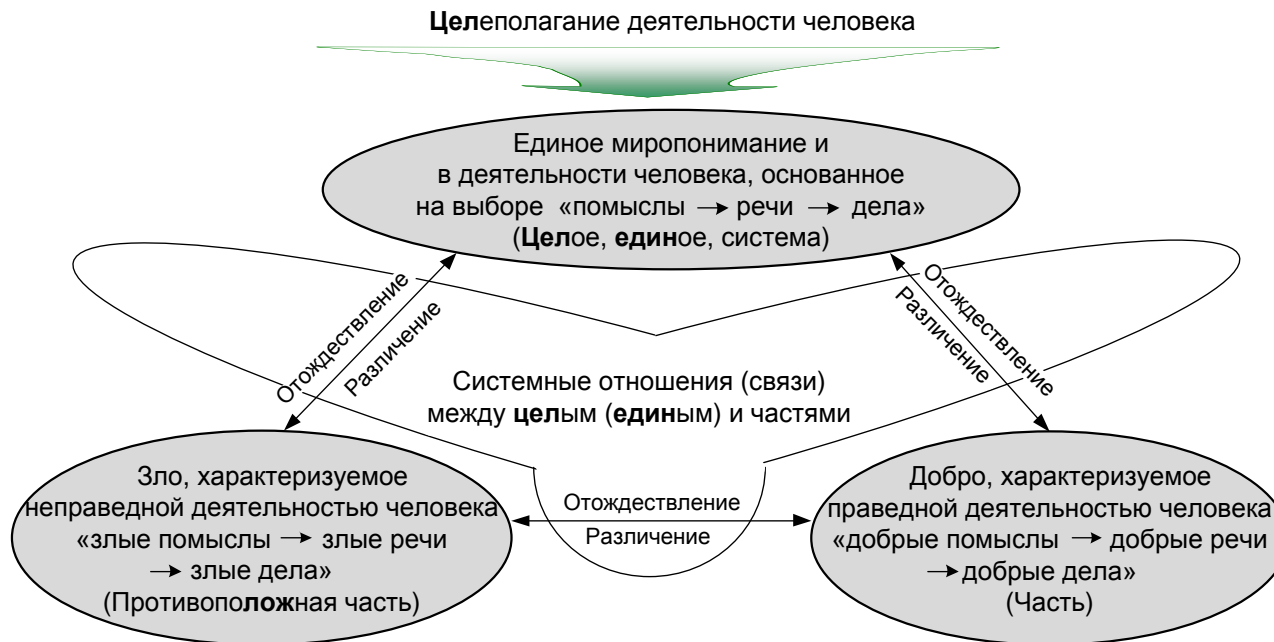 Целеполагание деятельности человека
Единое миропонимание и
в деятельности человека, основанное
на выборе «помыслы → речи → дела»
(Целое, единое, система)
Отождествление
Различение
Отождествление
Различение
Системные отношения (связи)
между целым (единым) и частями
Зло, характеризуемое
неправедной деятельностью человека
«злые помыслы → злые речи
→ злые дела»
(Противоположная часть)
Отождествление
Различение
Добро, характеризуемое
праведной деятельностью человека
«добрые помыслы → добрые речи
→добрые дела»
(Часть)